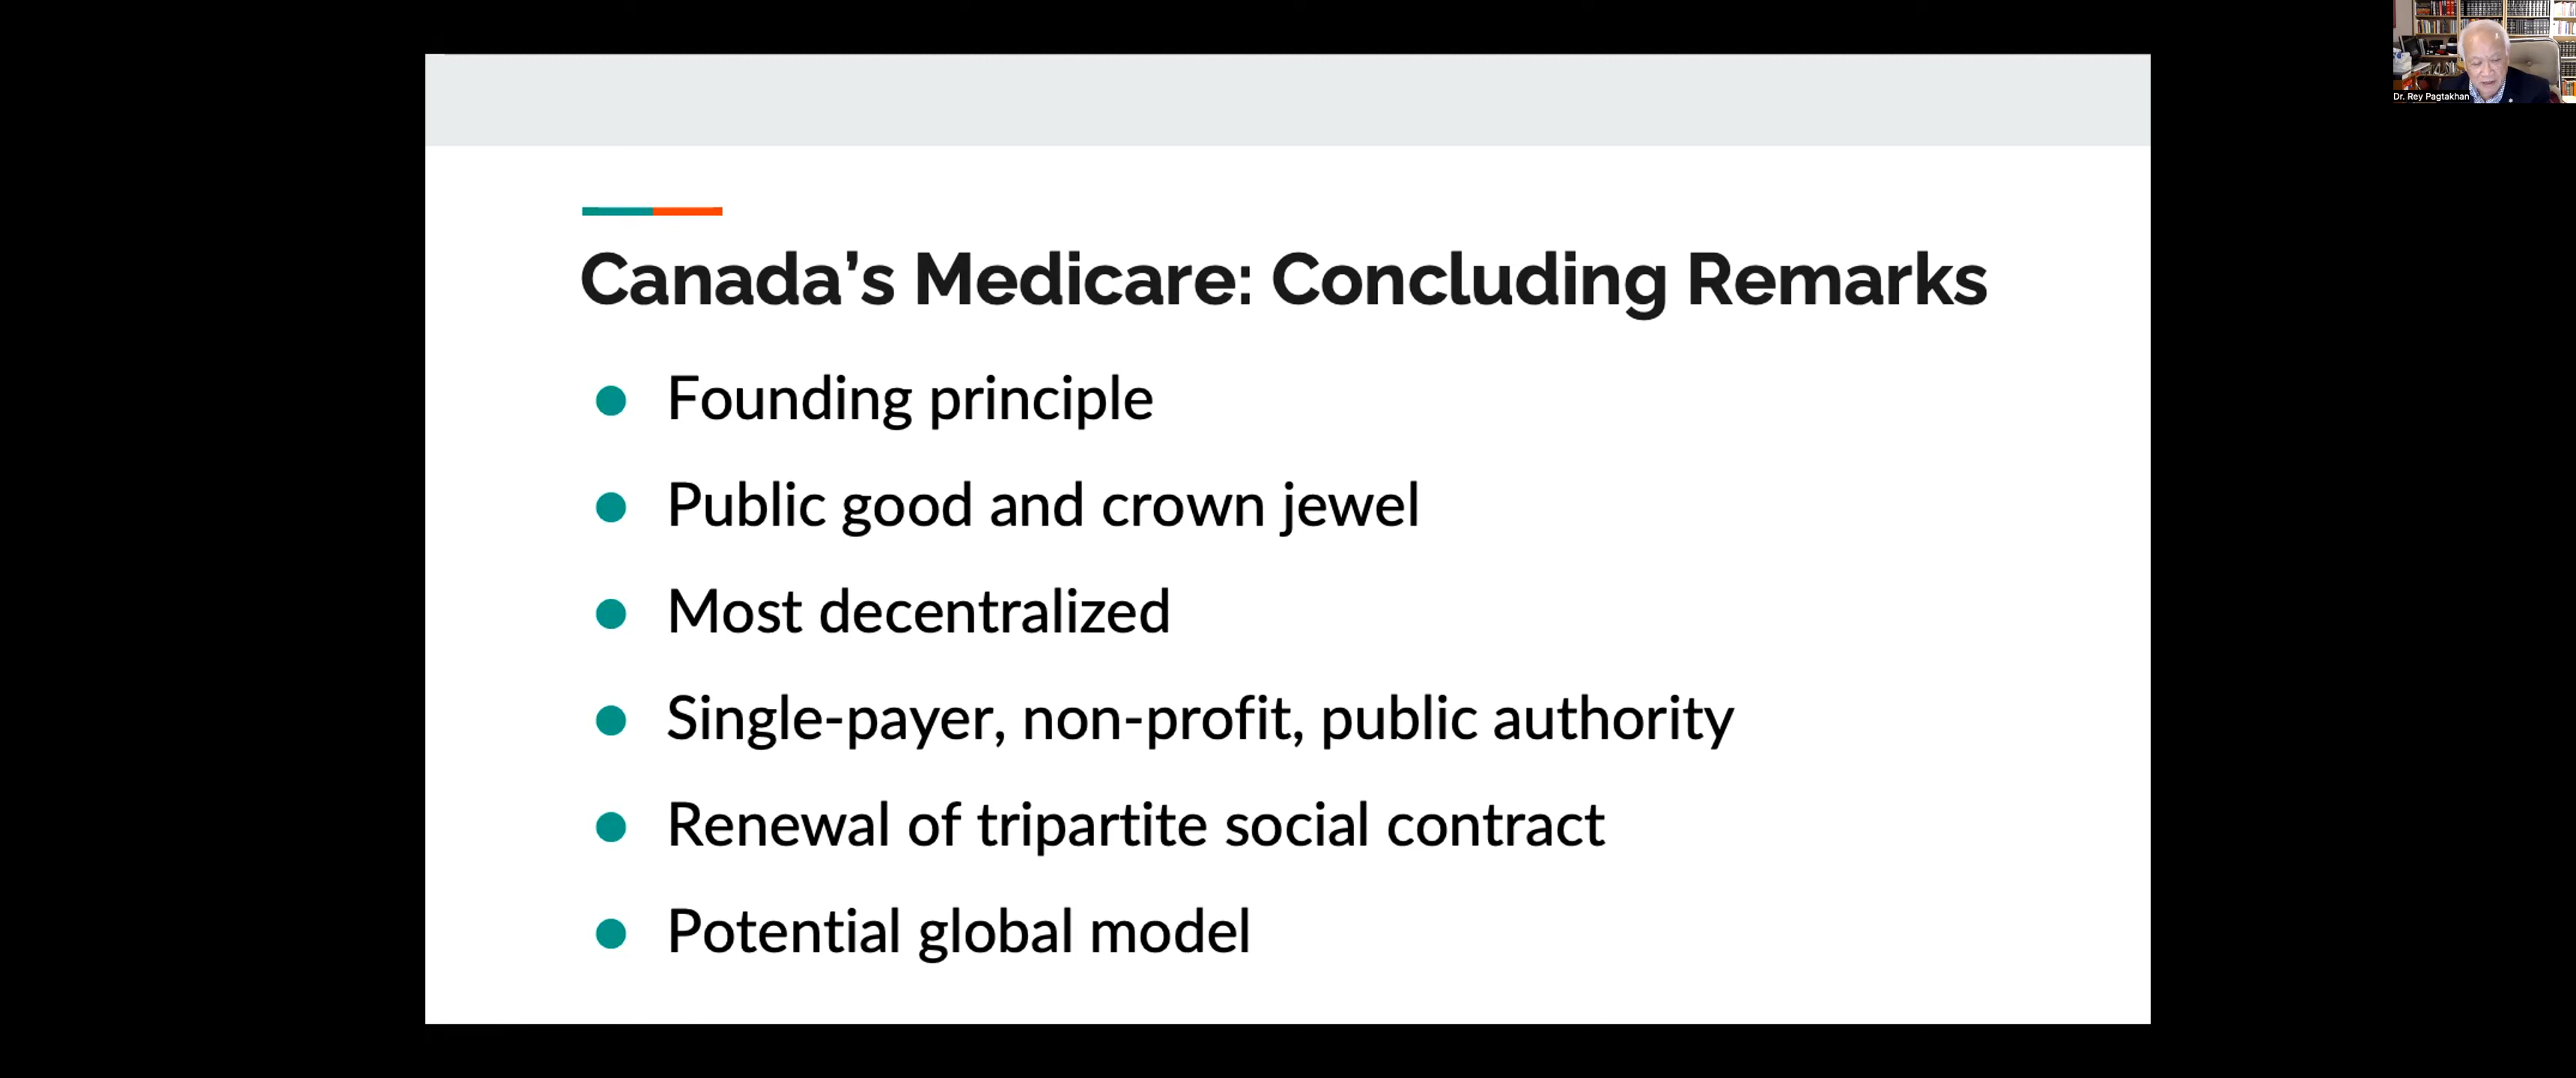 Dr. Rey Pagtakhan
Canada’s Medicare: Concluding Remarks
● Founding principle
● Public good and crown jewel
● Most decentralized
● Single-payer, non-profit, public authority
● Renewal of tripartite social contract
● Potential global model